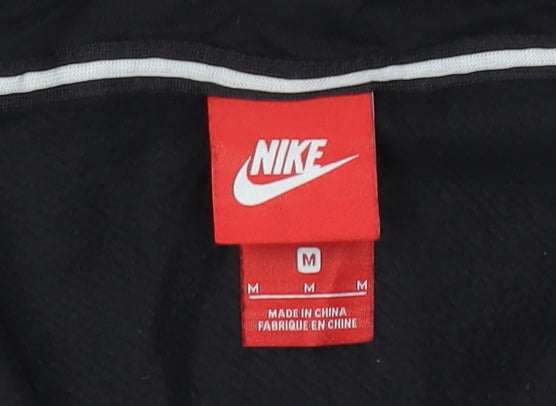 NIKE
M
M M M
MADE IN CHINA
FABRIQUE EN CHINE